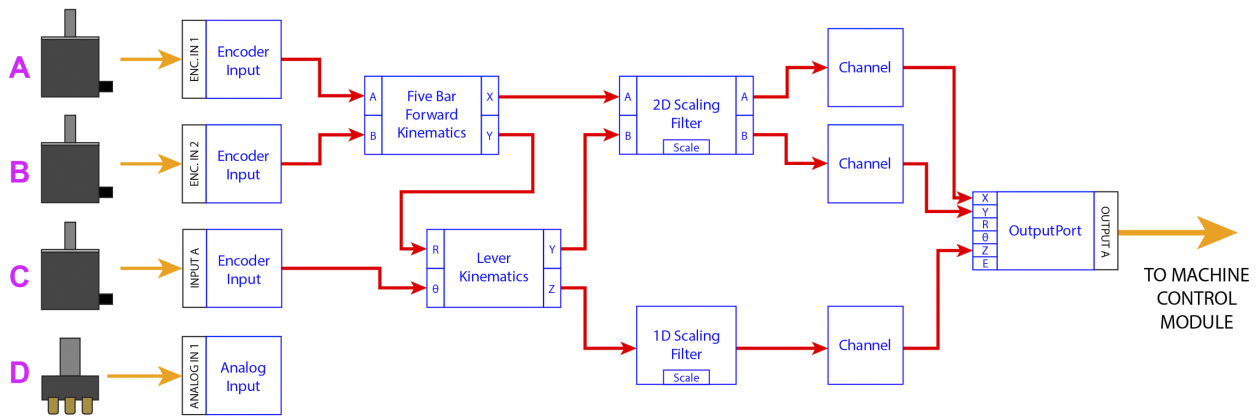 A
ENC. IN 1
Encoder
Input
B
ENC. IN 2
Encoder
Input
C
INPUT A
Encoder
Input
D
ANALOG IN 1
Analog
Input
A
B
Five Bar
Forward
Kinematics
X
Y
R
θ
Lever
Kinematics
Y
Z
A
B
2D Scaling
Filter
Scale
A
B
1D Scaling
Filter
Scale
Channel
Channel
Channel
X
Y
R
θ
Z
E
OutputPort
OUTPUT A
TO MACHINE
CONTROL
MODULE